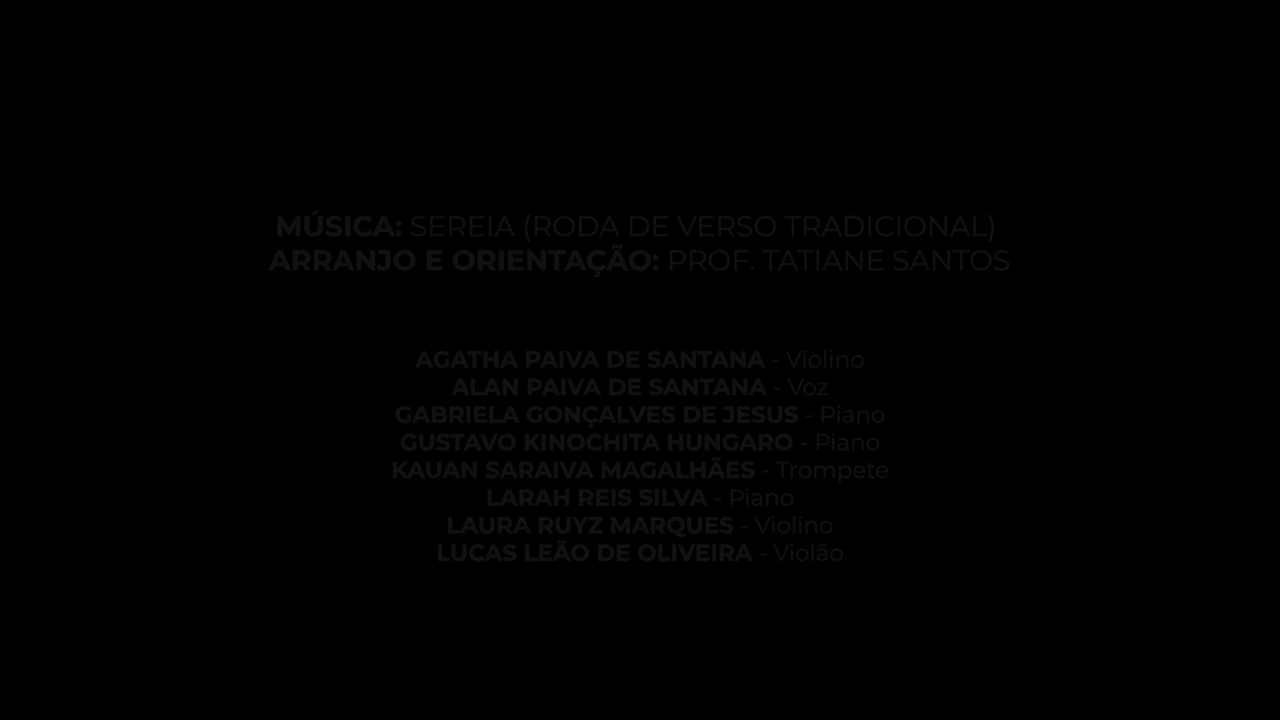 MÚSICA: SEREIA (RODA DE VERSO TRADICIONAL)
ARRANJO E ORIENTAÇÃO: PROF. TATIANE SANTOS
AGATHA PAIVA DE SANTANA - Violino
ALAN PAIVA DE SANTANA - Voz
GABRIELA GONÇALVES DE JESUS - Piano
GUSTAVO KINOCHITA HUNGARO - Piano
KAUAN SARAIVA MAGALHÃES - Trompete
LARAH REIS SILVA - Piano
LAURA RUYZ MARQUES - Violino
LUCAS LEÃO DE OLIVEIRA - Violão